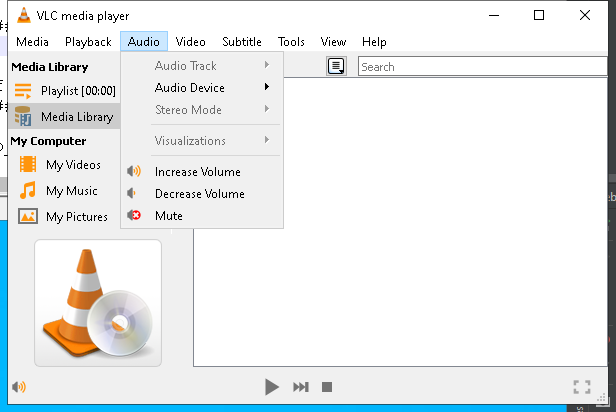 VLC media player
Media Playback Audio Video Subtitle Tools View Help
Media Library
Playlist [00:00]
Media Library
My Computer
My Videos
My Music
My Pictures
Audio Track
Audio Device
Stereo Mode
Visualizations
Increase Volume
Decrease Volume
Mute
Search